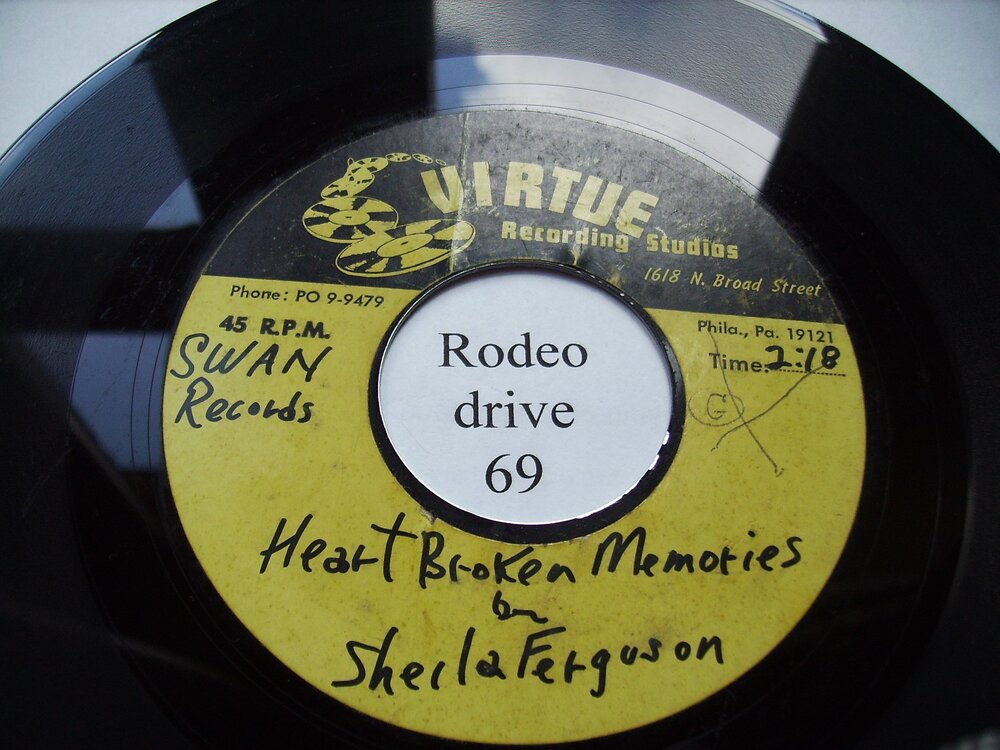 VIRTUE
Recording Studios
1618 N. Broad Street
Phone: PO 9-9479
Phila., Pa. 19121
45 R.P.M.
Time: 2:18
SWAN
Records
G
Rodeo
drive
69
Heart Broken Memories
by
Sheila Ferguson